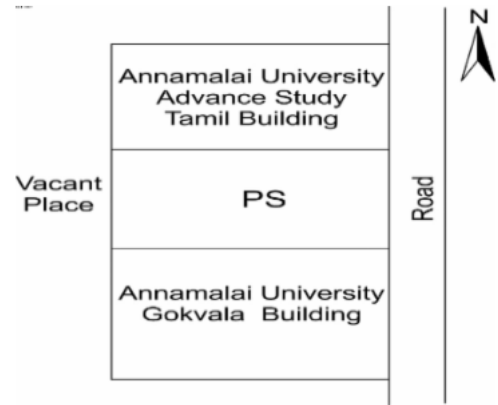 N
Annamalai University
Advance Study
Tamil Building
Vacant
Place
PS
Road
Annamalai University
Gokvala Building